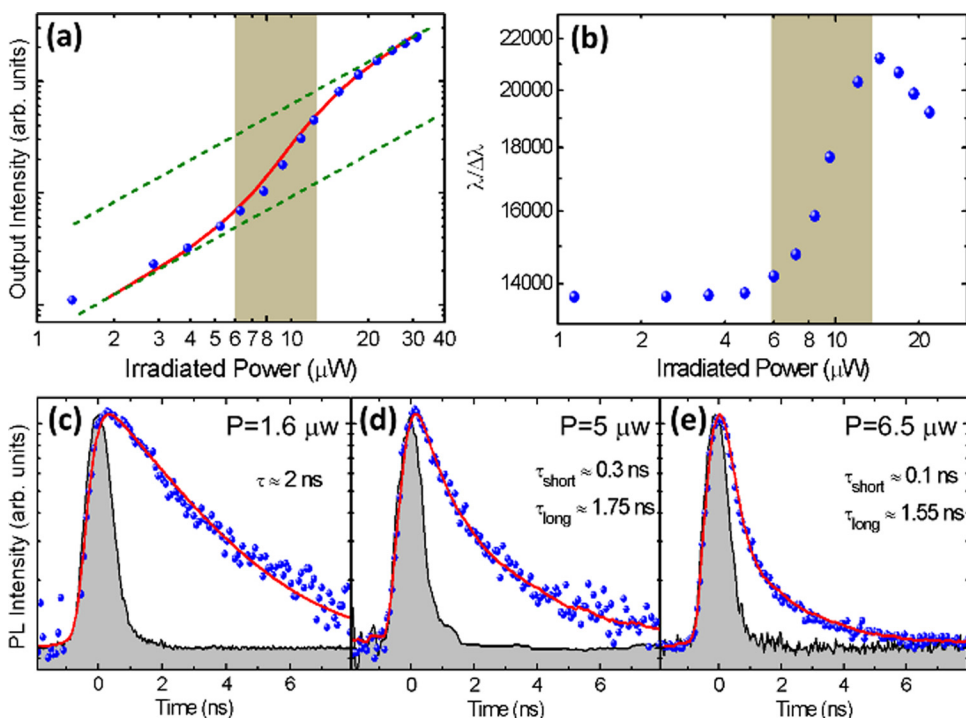 (a)
Output Intensity (arb. units)
1 2 3 4 5 6 7 8 10 20 30 40
Irradiated Power (μW)
(b)
λ/Δλ
22000
20000
18000
16000
14000
1 2 4 6 8 10 20
Irradiated Power (μW)
(c)
P=1.6 μw
τ ≈ 2 ns
PL Intensity (arb. units)
0 2 4 6
Time (ns)
(d)
P=5 μw
τshort ≈ 0.3 ns
τlong ≈ 1.75 ns
0 2 4 6
Time (ns)
(e)
P=6.5 μw
τshort ≈ 0.1 ns
τlong ≈ 1.55 ns
0 2 4 6
Time (ns)